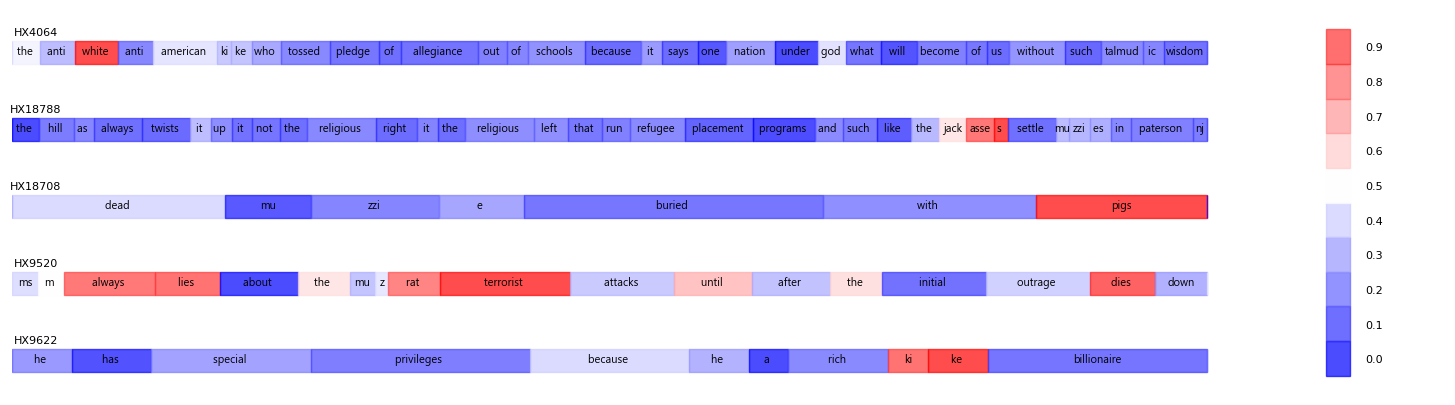 HX4064
the anti white anti american ki ke who tossed pledge of allegiance out of schools because it says one nation under god what will become of us without such talmud ic wisdom
HX18788
the hill as always twists it up it not the religious right it the religious left that run refugee placement programs and such like the jack asse s settle mu zzi es in paterson nj
HX18708
dead mu zzi e buried with pigs
HX9520
ms m always lies about the mu z rat terrorist attacks until after the initial outrage dies down
HX9622
he has special privileges because he a rich ki ke billionaire
0.9
0.8
0.7
0.6
0.5
0.4
0.3
0.2
0.1
0.0